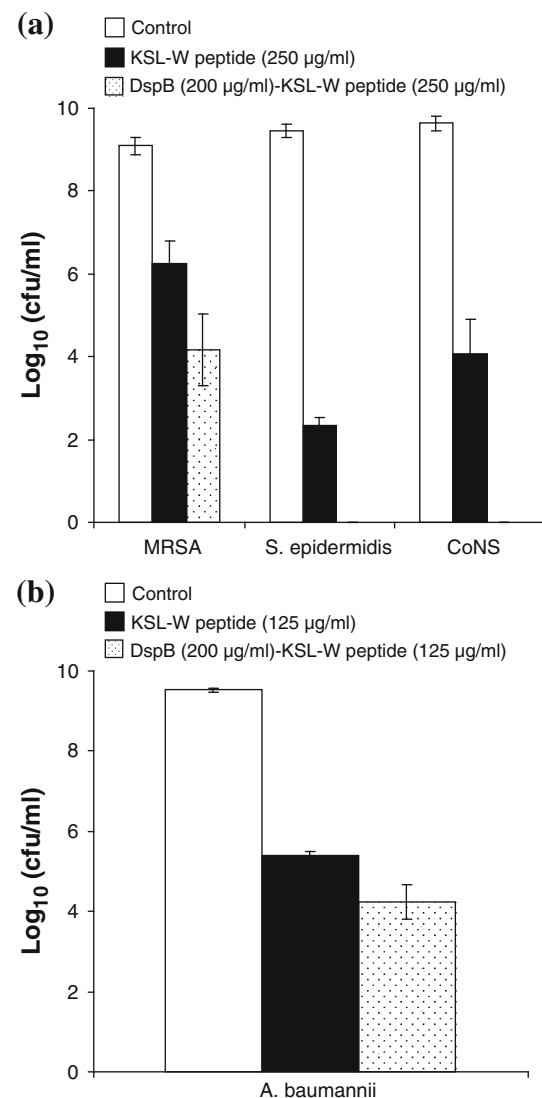 (a)
Control
KSL-W peptide (250 µg/ml)
DspB (200 µg/ml)-KSL-W peptide (250 µg/ml)
Log10 (cfu/ml)
10
8
6
4
2
0
MRSA
S. epidermidis
CoNS
(b)
Control
KSL-W peptide (125 µg/ml)
DspB (200 µg/ml)-KSL-W peptide (125 µg/ml)
Log10 (cfu/ml)
10
8
6
4
2
0
A. baumannii